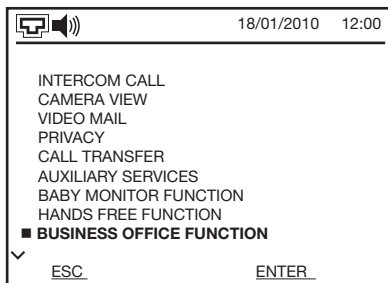 18/01/2010 12:00
INTERCOM CALL
CAMERA VIEW
VIDEO MAIL
PRIVACY
CALL TRANSFER
AUXILIARY SERVICES
BABY MONITOR FUNCTION
HANDS FREE FUNCTION
BUSINESS OFFICE FUNCTION
ESC ENTER